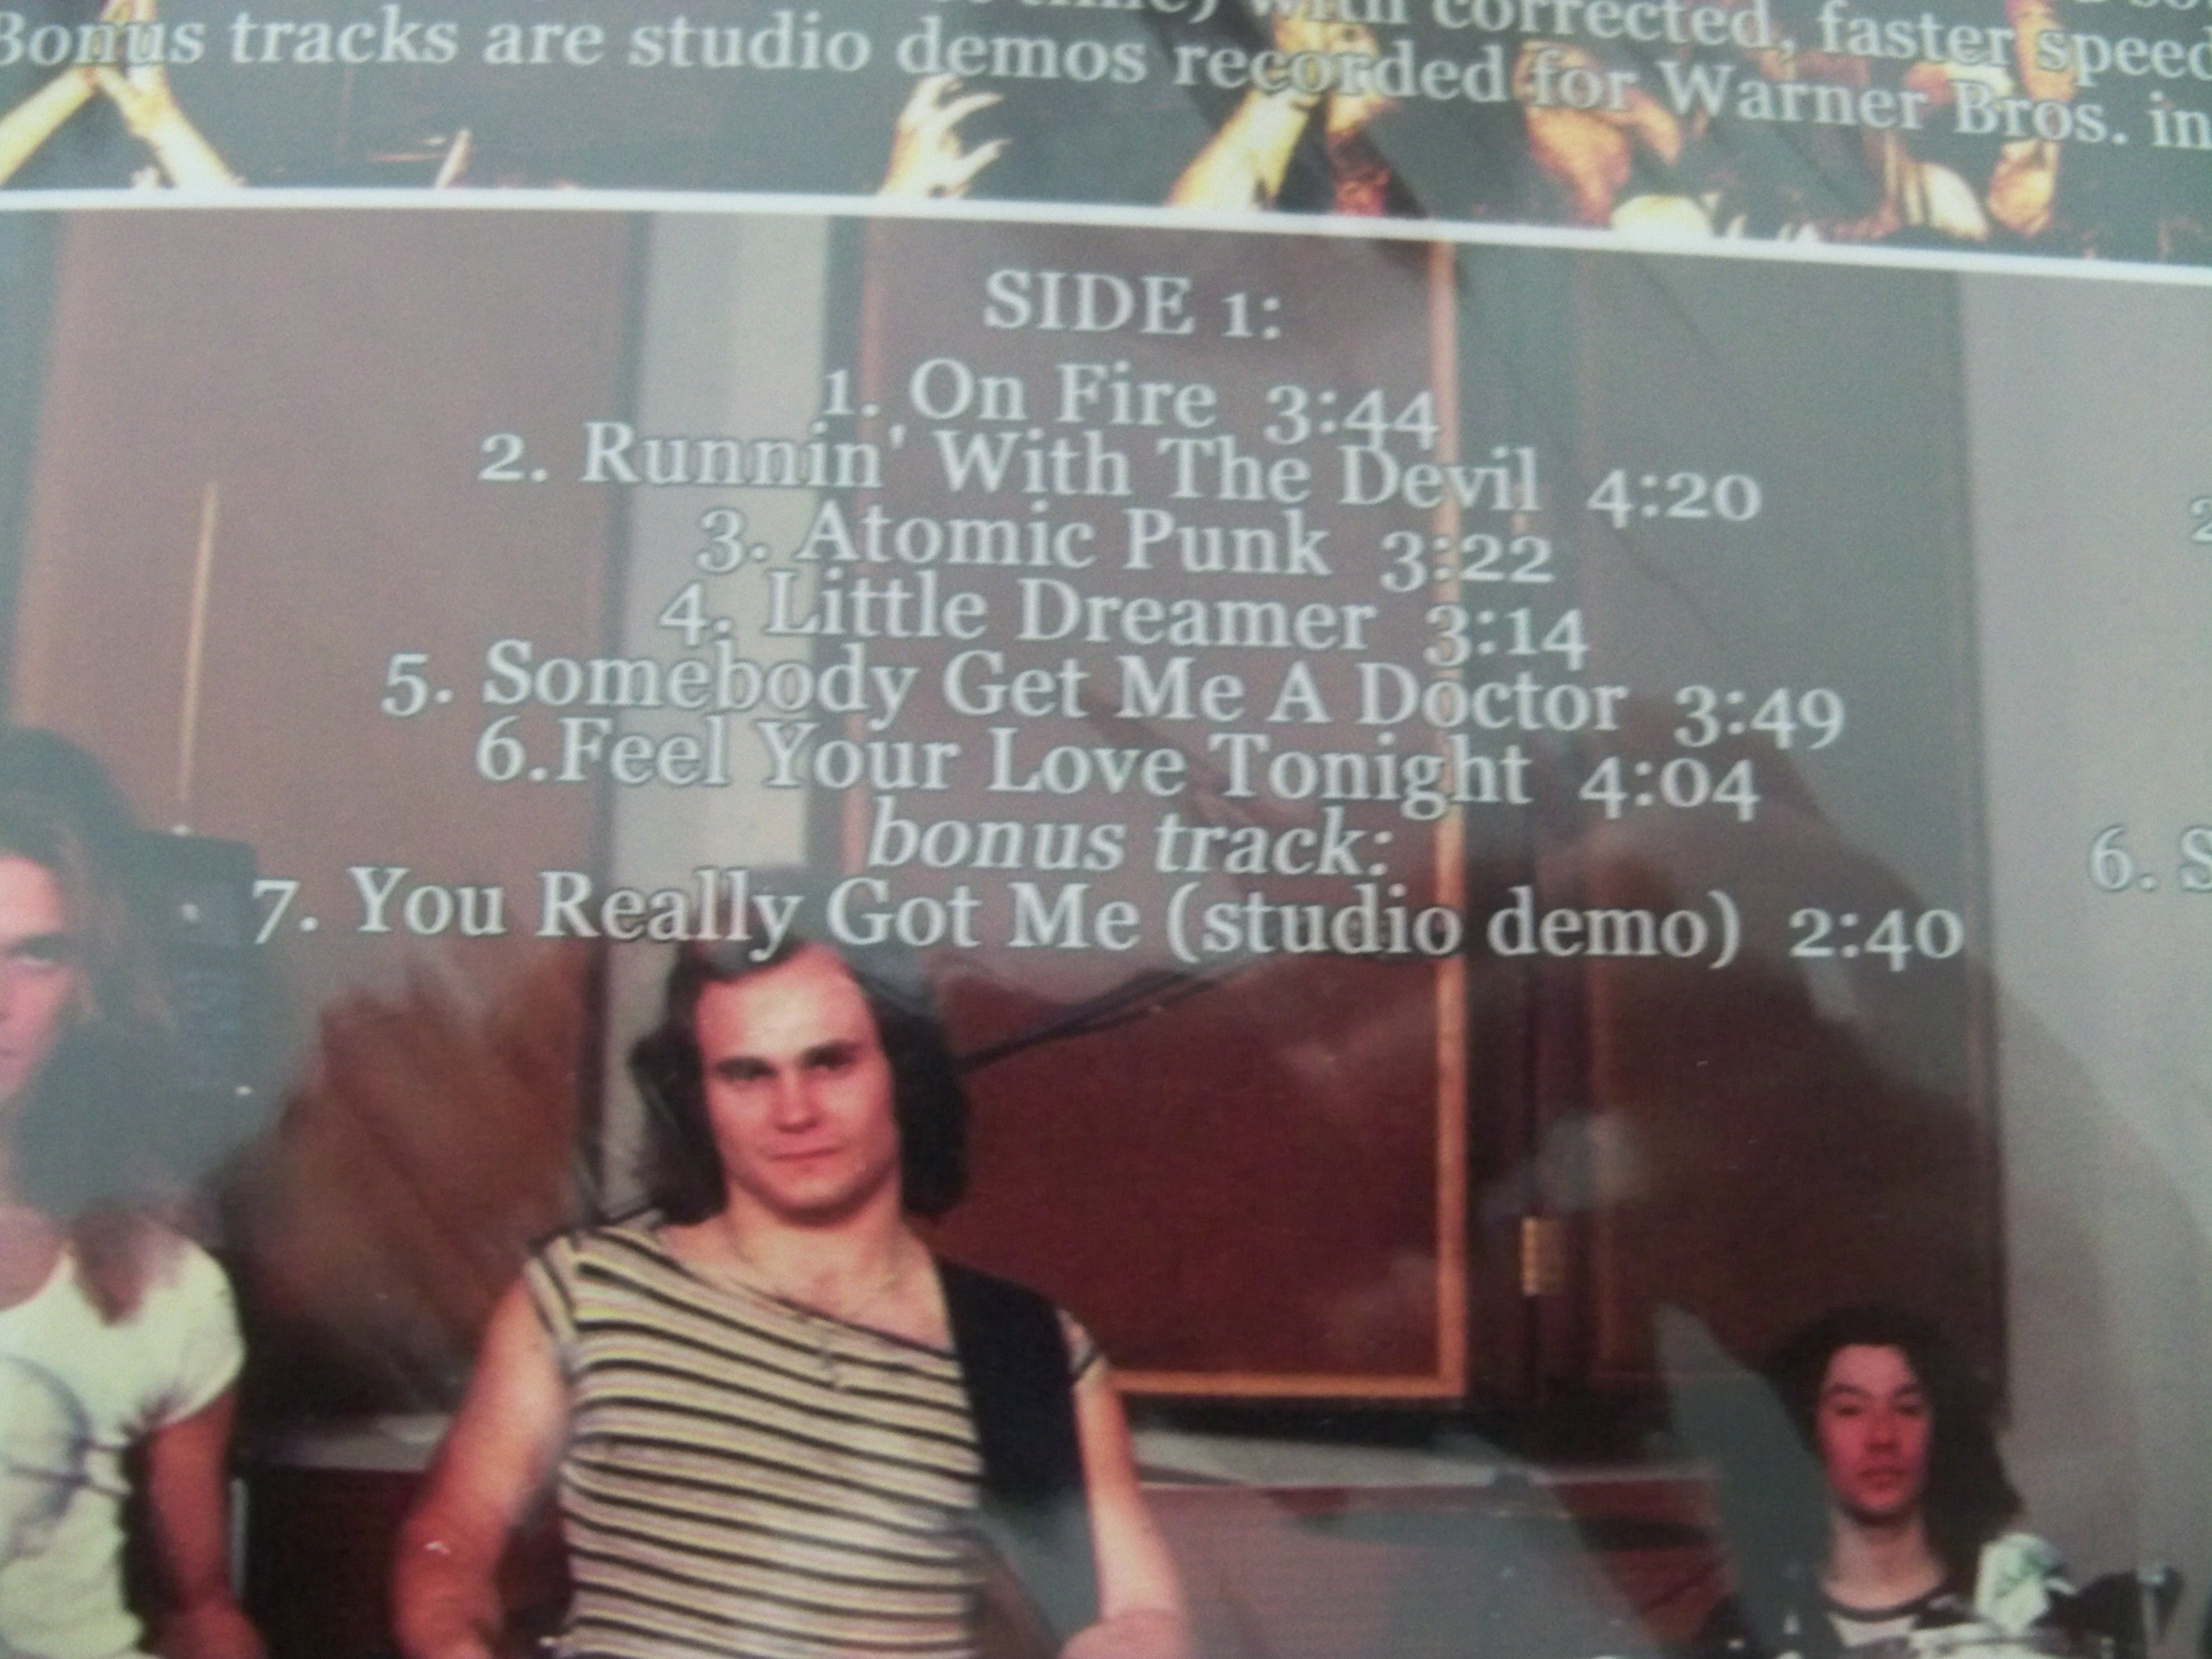 time) with corrected, faster speed
Bonus tracks are studio demos recorded for Warner Bros. in
SIDE 1:
1. On Fire 3:44
2. Runnin' With The Devil 4:20
3. Atomic Punk 3:22
4. Little Dreamer 3:14
5. Somebody Get Me A Doctor 3:49
6.Feel Your Love Tonight 4:04
bonus track:
7. You Really Got Me (studio demo) 2:40
2
6. S